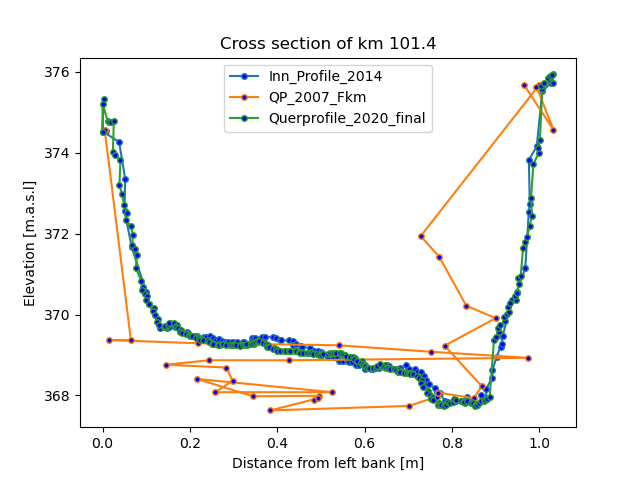 Cross section of km 101.4
Inn_Profile_2014
QP_2007_Fkm
Querprofile_2020_final
Elevation [m.a.s.l]
376
374
372
370
368
0.0 0.2 0.4 0.6 0.8 1.0
Distance from left bank [m]